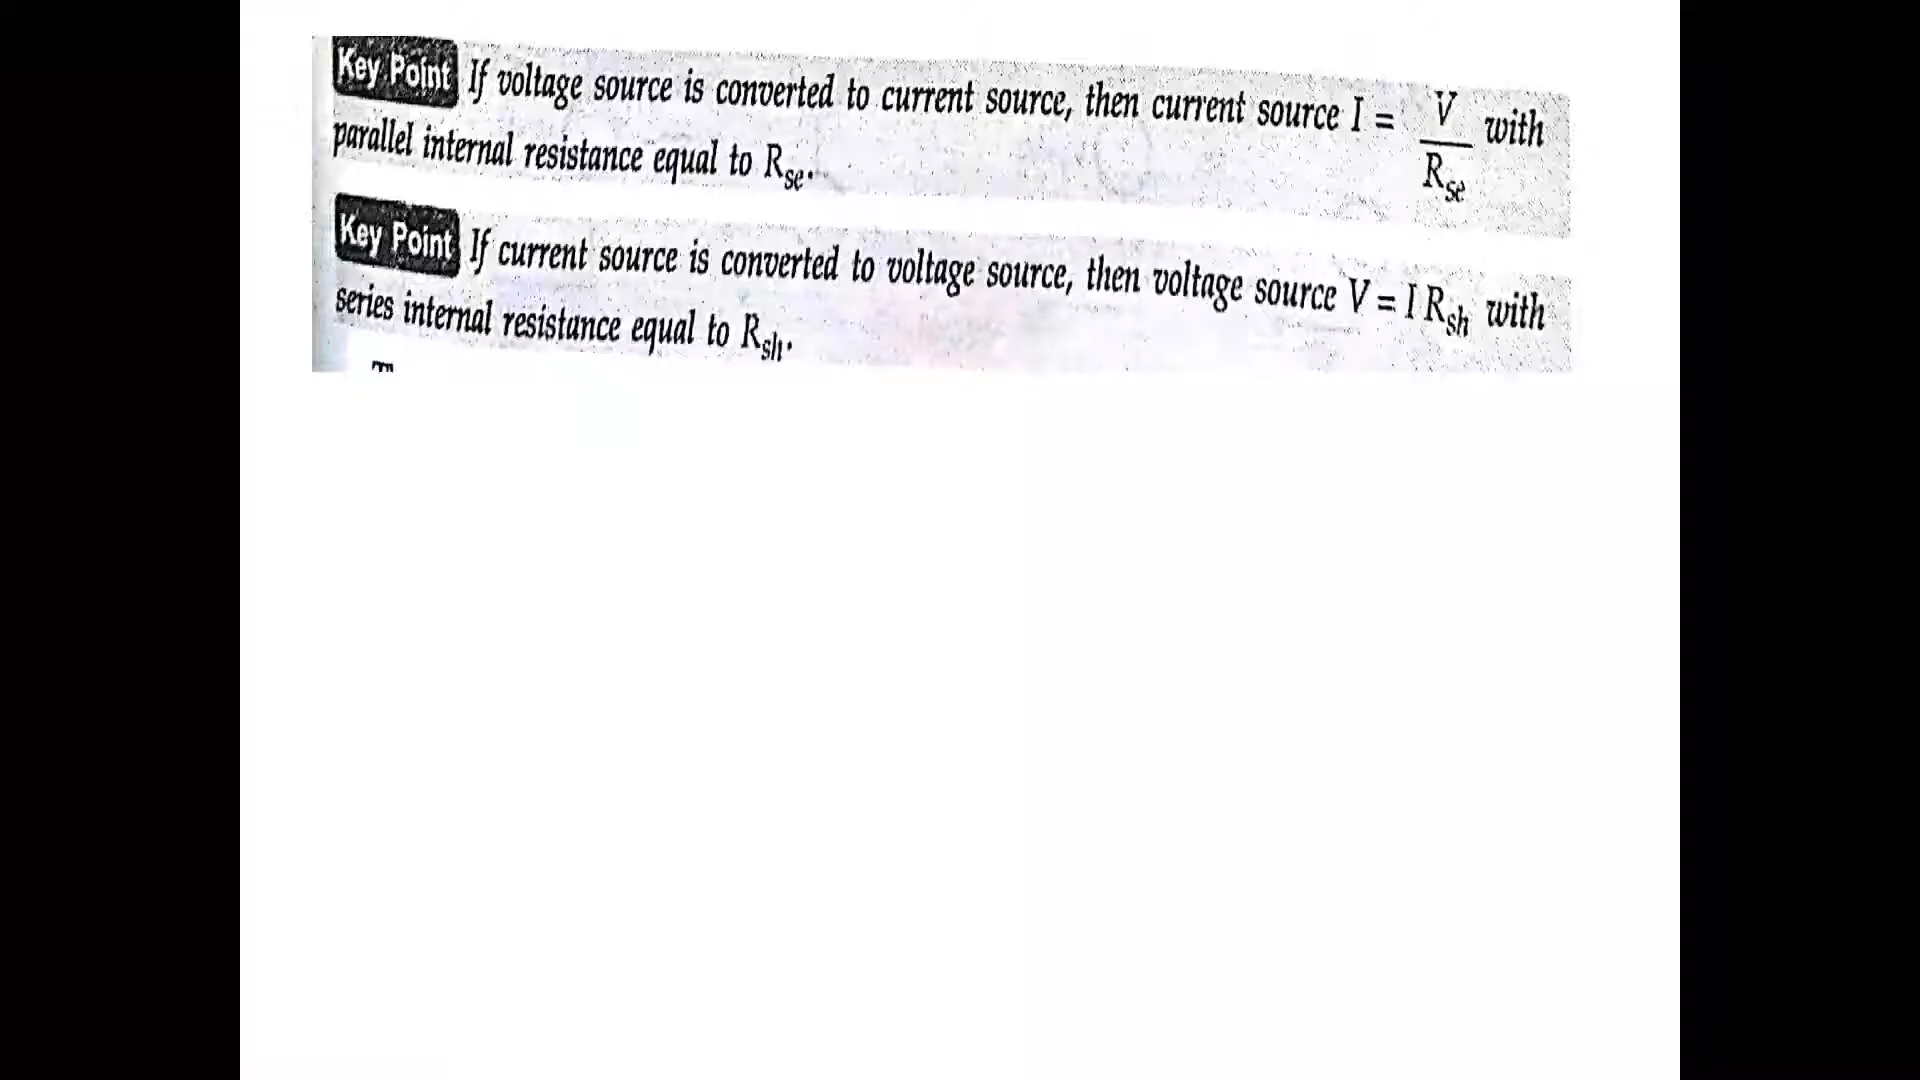 Key Point If voltage source is converted to current source, then current source I = V/R_se with
parallel internal resistance equal to R_se.
Key Point If current source is converted to voltage source, then voltage source V = I R_sh with
series internal resistance equal to R_sh.